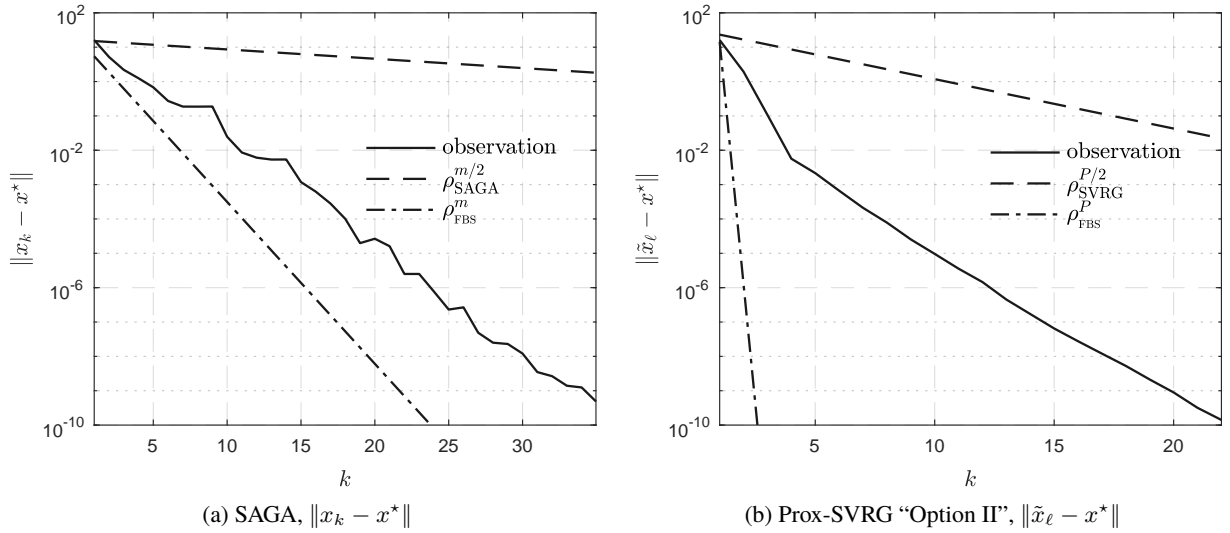 10^2
10^-2
10^-6
10^-10
‖x_k − x^⋆‖
observation
ρ_SAGA^{m/2}
ρ_FBS^m
5 10 15 20 25 30 35
k
(a) SAGA, ‖x_k − x^⋆‖
10^2
10^-2
10^-6
10^-10
‖x̃_ℓ − x^⋆‖
observation
ρ_SVRG^{P/2}
ρ_FBS^P
5 10 15 20
k
(b) Prox-SVRG “Option II”, ‖x̃_ℓ − x^⋆‖